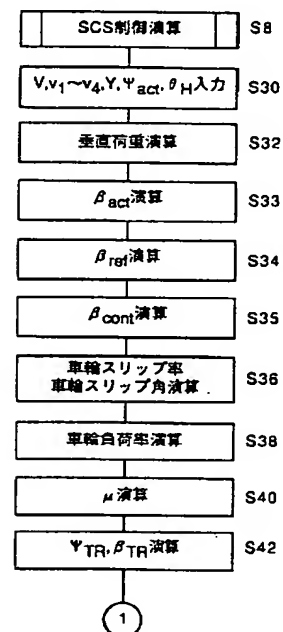 SCS制御演算 S8
V,v1～v4,Y,Ψact,θH入力 S30
垂直荷重演算 S32
βact演算 S33
βref演算 S34
βcont演算 S35
車輪スリップ率
車輪スリップ角演算 S36
車輪負荷率演算 S38
μ演算 S40
ΨTR,βTR演算 S42
1